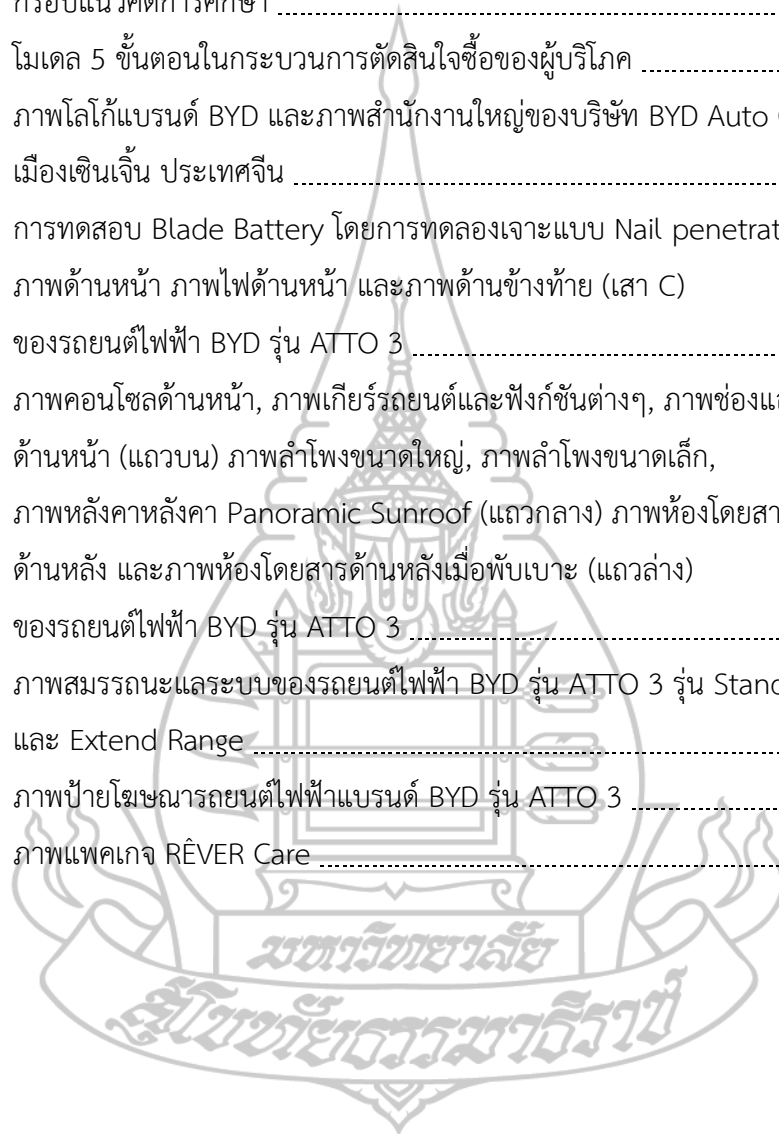 กรอบแนวคิดการศึกษา
โมเดล 5 ขั้นตอนในกระบวนการตัดสินใจซื้อของผู้บริโภค
ภาพโลโก้แบรนด์ BYD และภาพสำนักงานใหญ่ของบริษัท BYD Auto
เมืองเซินเจิ้น ประเทศจีน
การทดสอบ Blade Battery โดยการทดลองเจาะแบบ Nail penetrat
ภาพด้านหน้า ภาพไฟด้านหน้า และภาพด้านข้างท้าย (เสา C)
ของรถยนต์ไฟฟ้า BYD รุ่น ATTO 3
ภาพคอนโซลด้านหน้า, ภาพเกียร์รถยนต์และฟังก์ชันต่างๆ, ภาพช่องแ
ด้านหน้า (แถวบน) ภาพลำโพงขนาดใหญ่, ภาพลำโพงขนาดเล็ก,
ภาพหลังคาหลังคา Panoramic Sunroof (แถวกลาง) ภาพห้องโดยสา
ด้านหลัง และภาพห้องโดยสารด้านหลังเมื่อพับเบาะ (แถวล่าง)
ของรถยนต์ไฟฟ้า BYD รุ่น ATTO 3
ภาพสมรรถนะและระบบของรถยนต์ไฟฟ้า BYD รุ่น ATTO 3 รุ่น Stand
และ Extend Range
ภาพป้ายโฆษณารถยนต์ไฟฟ้าแบรนด์ BYD รุ่น ATTO 3
ภาพแพคเกจ RÊVER Care
มหาวิทยาลัย
สุโขทัยธรรมาธิราช